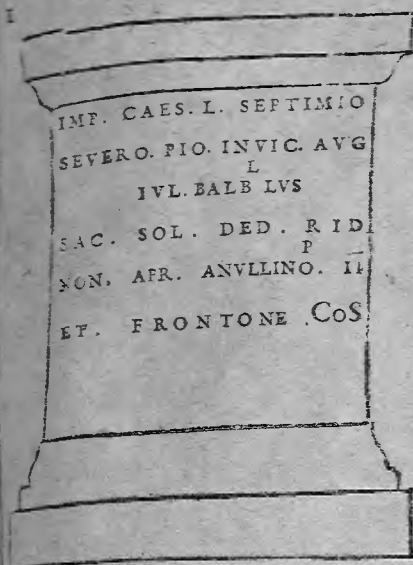 I
IMP. CAES. L. SEPTIMIO
SEVERO. PIO. INVIC. AVG
L
IVL. BALB LVS
SAC. SOL. DED. R ID
P
NON. APR. ANVLLINO. II
ET. FRONTONE .CoS